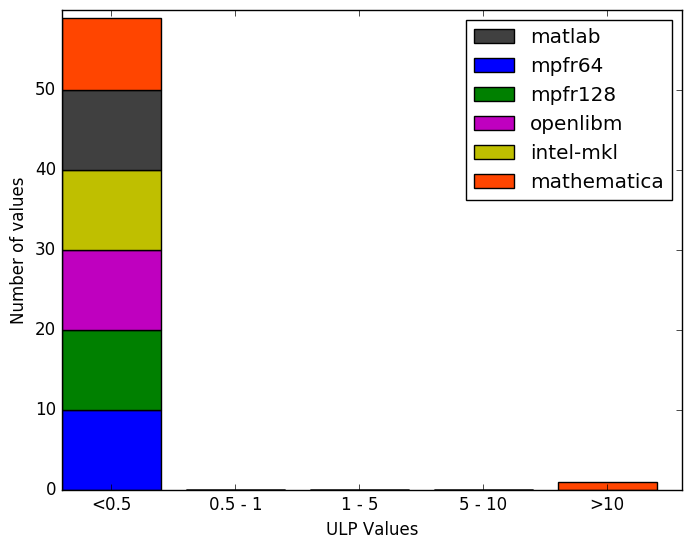 matlab
mpfr64
mpfr128
openlibm
intel-mkl
mathematica
Number of values
50
40
30
20
10
0
<0.5
0.5 - 1
1 - 5
5 - 10
>10
ULP Values